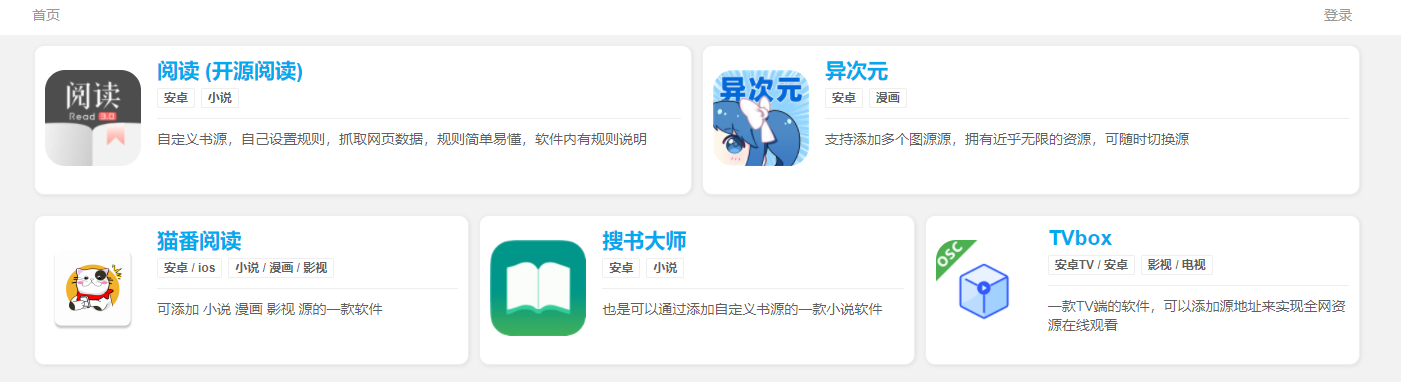 首页
登录
阅读
Read 3.0
阅读 (开源阅读)
安卓 小说
自定义书源，自己设置规则，抓取网页数据，规则简单易懂，软件内有规则说明
异次元
异次元
安卓 漫画
支持添加多个图源源，拥有近乎无限的资源，可随时切换源
猫番阅读
安卓 / ios 小说 / 漫画 / 影视
可添加 小说 漫画 影视 源的一款软件
搜书大师
安卓 小说
也是可以通过添加自定义书源的一款小说软件
OSC
TVbox
安卓TV / 安卓 影视 / 电视
一款TV端的软件，可以添加源地址来实现全网资
源在线观看